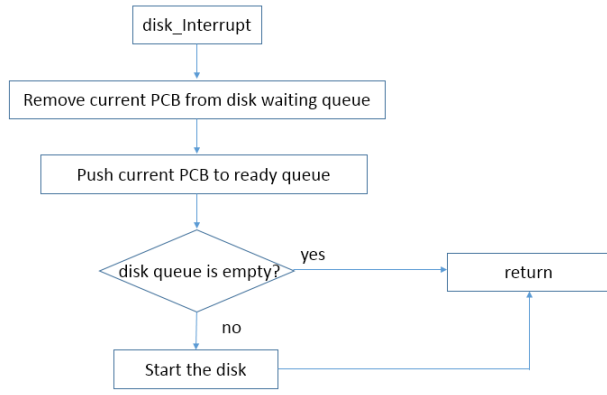 disk_Interrupt
Remove current PCB from disk waiting queue
Push current PCB to ready queue
disk queue is empty?
yes
return
no
Start the disk